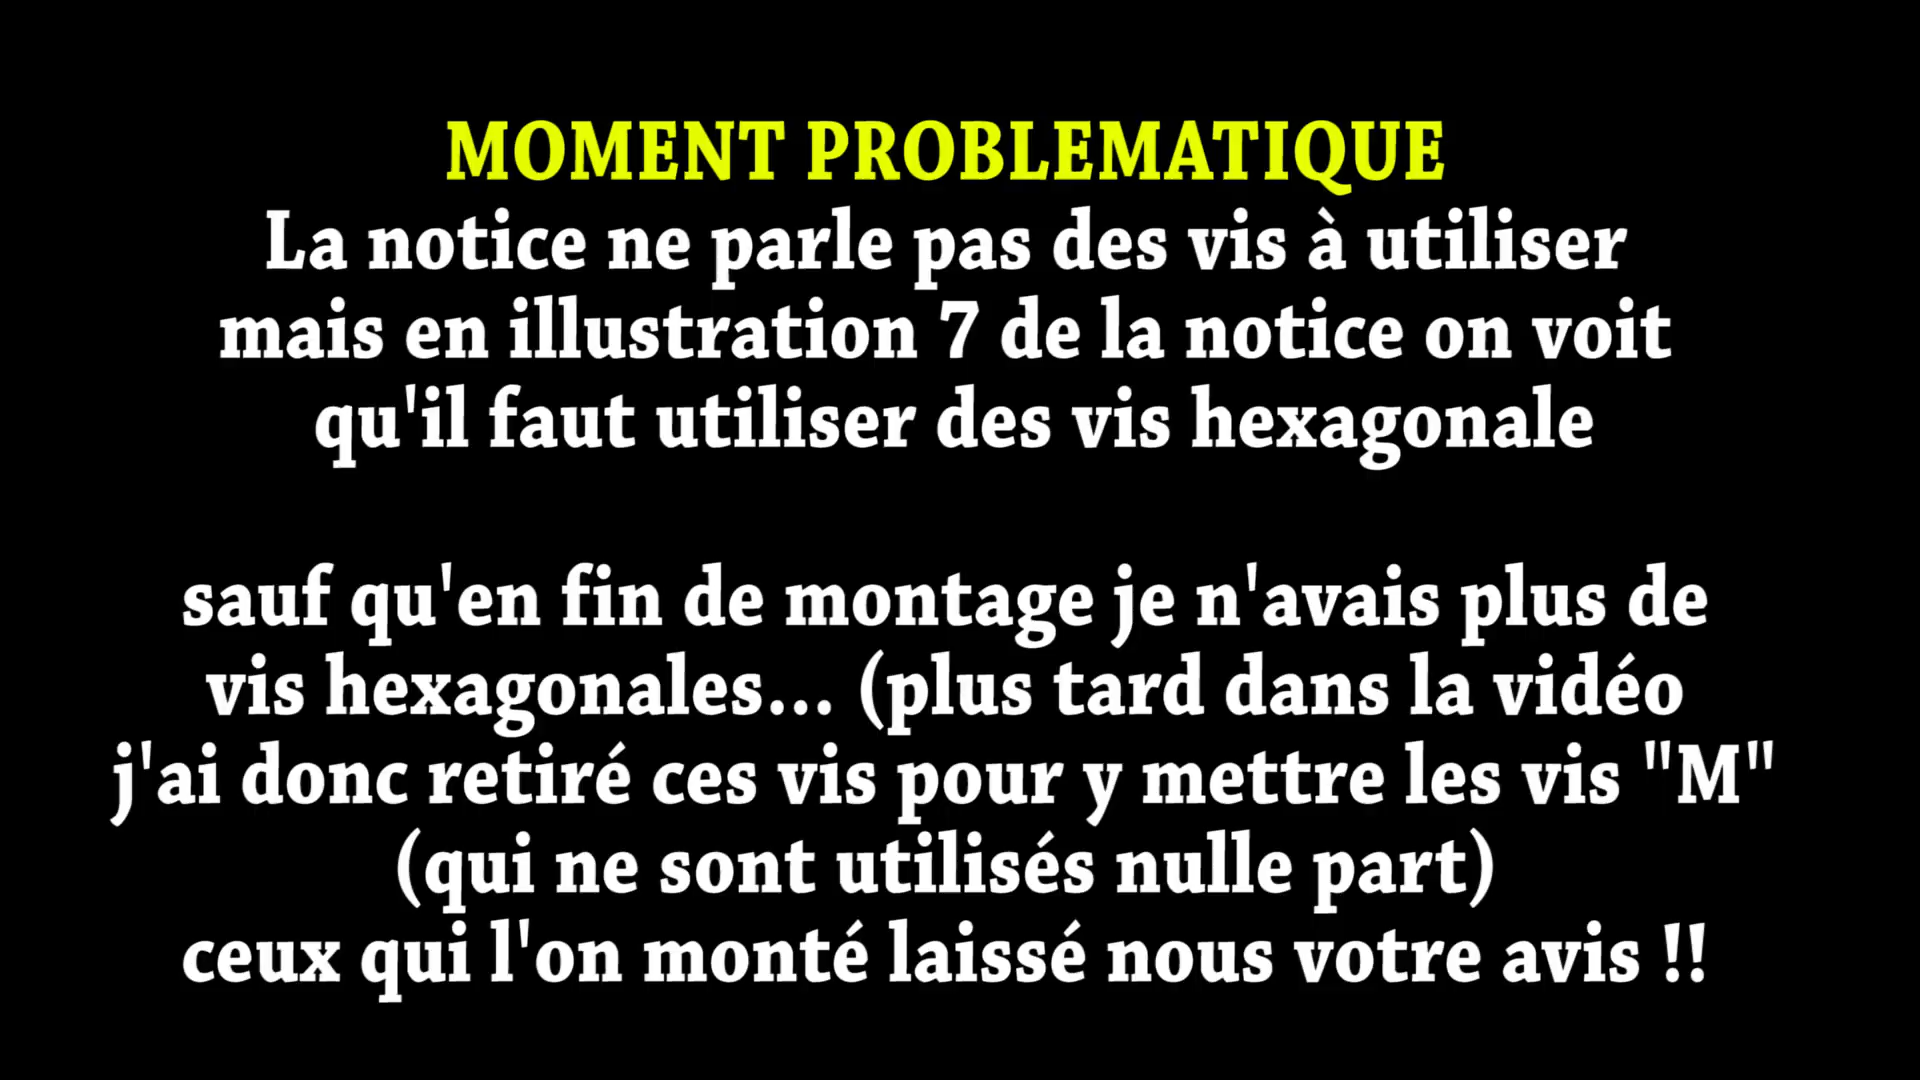 MOMENT PROBLEMATIQUE
La notice ne parle pas des vis à utiliser
mais en illustration 7 de la notice on voit
qu'il faut utiliser des vis hexagonale
sauf qu'en fin de montage je n'avais plus de
vis hexagonales... (plus tard dans la vidéo
j'ai donc retiré ces vis pour y mettre les vis "M"
(qui ne sont utilisés nulle part)
ceux qui l'on monté laissé nous votre avis !!